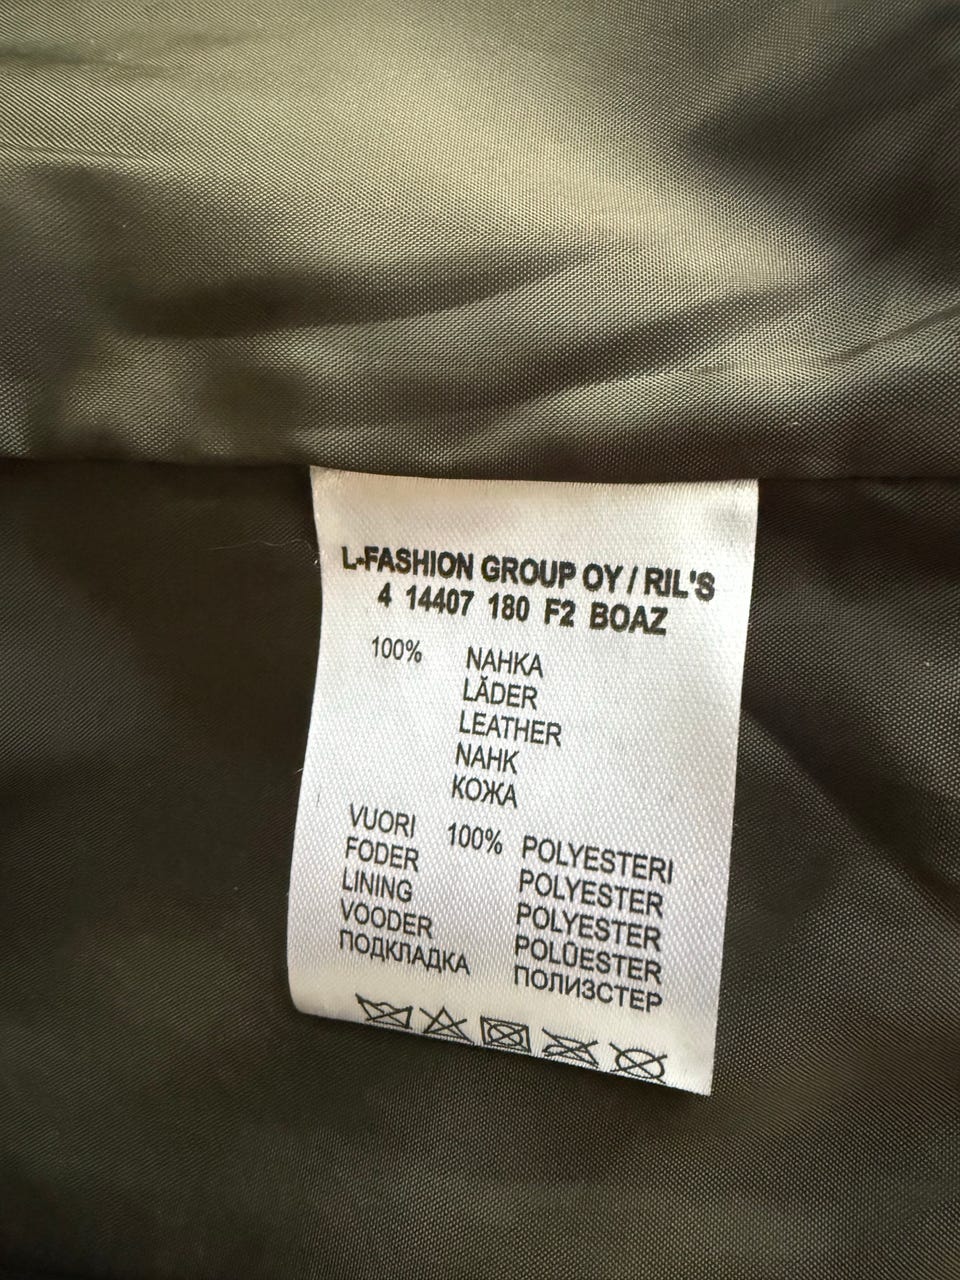 L-FASHION GROUP OY / RIL'S
4 14407 180 F2 BOAZ
100% NAHKA
LÄDER
LEATHER
NAHK
КОЖА
VUORI 100% POLYESTERI
FODER POLYESTER
LINING POLYESTER
VOODER POLÜESTER
ПОДКЛАДКА ПОЛИЗСТЕР